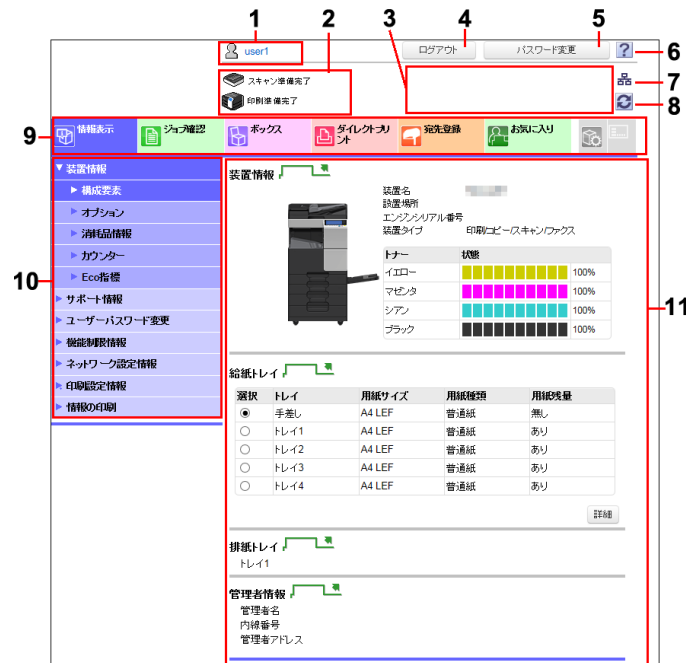 1
2
3
4
5
user1
ログアウト
パスワード変更
?
6
スキャン準備完了
7
印刷準備完了
8
9
情報表示
ジョブ確認
ボックス
ダイレクトプリント
宛先登録
お気に入り
▼装置情報
▶構成要素
▶オプション
▶消耗品情報
▶カウンター
▶Eco指標
▶サポート情報
▶ユーザーパスワード変更
▶機能制限情報
▶ネットワーク設定情報
▶印刷設定情報
▶情報の印刷
10
装置情報
装置名
設置場所
エンジンシリアル番号
装置タイプ 印刷/コピー/スキャン/ファクス
トナー 状態
イエロー 100%
マゼンタ 100%
シアン 100%
ブラック 100%
11
給紙トレイ
選択 トレイ 用紙サイズ 用紙種類 用紙残量
手差し A4 LEF 普通紙 無し
トレイ1 A4 LEF 普通紙 あり
トレイ2 A4 LEF 普通紙 あり
トレイ3 A4 LEF 普通紙 あり
トレイ4 A4 LEF 普通紙 あり
詳細
排紙トレイ
トレイ1
管理者情報
管理者名
内線番号
管理者アドレス